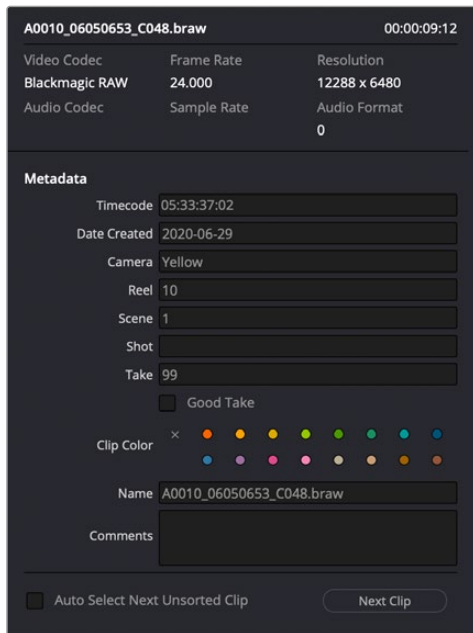 A0010_06050653_C048.braw 00:00:09:12
Video Codec Frame Rate Resolution
Blackmagic RAW 24.000 12288 x 6480
Audio Codec Sample Rate Audio Format
0
Metadata
Timecode 05:33:37:02
Date Created 2020-06-29
Camera Yellow
Reel 10
Scene 1
Shot
Take 99
Good Take
Clip Color
Name A0010_06050653_C048.braw
Comments
Auto Select Next Unsorted Clip Next Clip